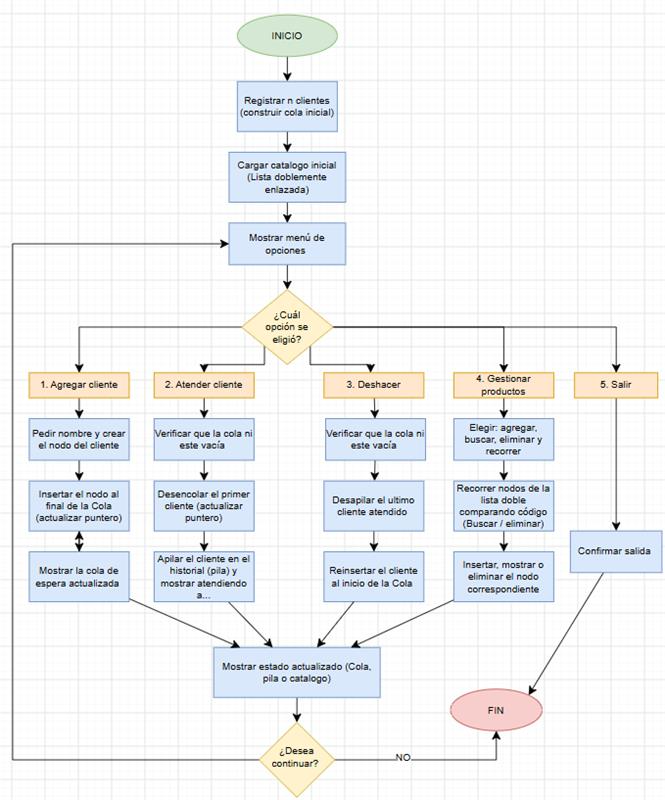 INICIO
Registrar n clientes
(construir cola inicial)
Cargar catalogo inicial
(Lista doblemente
enlazada)
Mostrar menú de
opciones
¿Cuál
opción se
eligió?
1. Agregar cliente
2. Atender cliente
3. Deshacer
4. Gestionar
productos
5. Salir
Pedir nombre y crear
el nodo del cliente
Verificar que la cola ni
este vacía
Verificar que la cola ni
este vacía
Elegir: agregar,
buscar, eliminar y
recorrer
Insertar el nodo al
final de la Cola
(actualizar puntero)
Desencolar el primer
cliente (actualizar
puntero)
Desapilar el ultimo
cliente atendido
Recorrer nodos de la
lista doble
comparando código
(Buscar / eliminar)
Confirmar salida
Mostrar la cola de
espera actualizada
Apilar el cliente en el
historial (pila) y
mostrar atendiendo
a...
Reinsertar el cliente
al inicio de la Cola
Insertar, mostrar o
eliminar el nodo
correspondiente
Mostrar estado actualizado (Cola,
pila o catalogo)
FIN
¿Desea
continuar?
NO